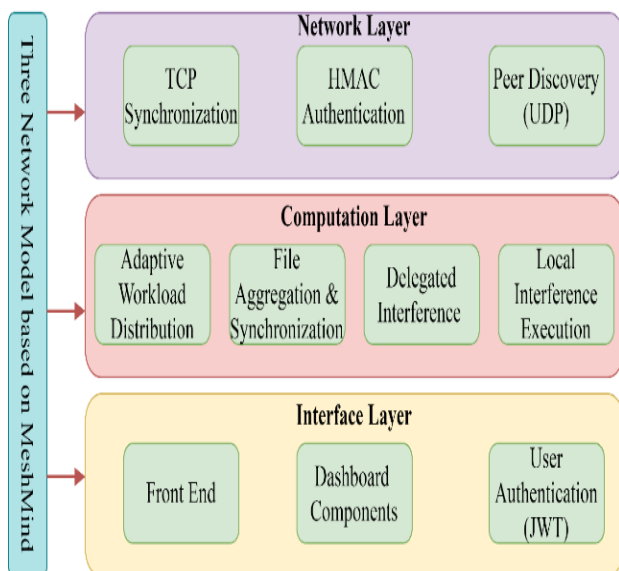 Three Network Model based on MeshMind
Network Layer
TCP
Synchronization
HMAC
Authentication
Peer Discovery
(UDP)
Computation Layer
Adaptive
Workload
Distribution
File
Aggregation &
Synchronization
Delegated
Interference
Local
Interference
Execution
Interface Layer
Front End
Dashboard
Components
User
Authentication
(JWT)